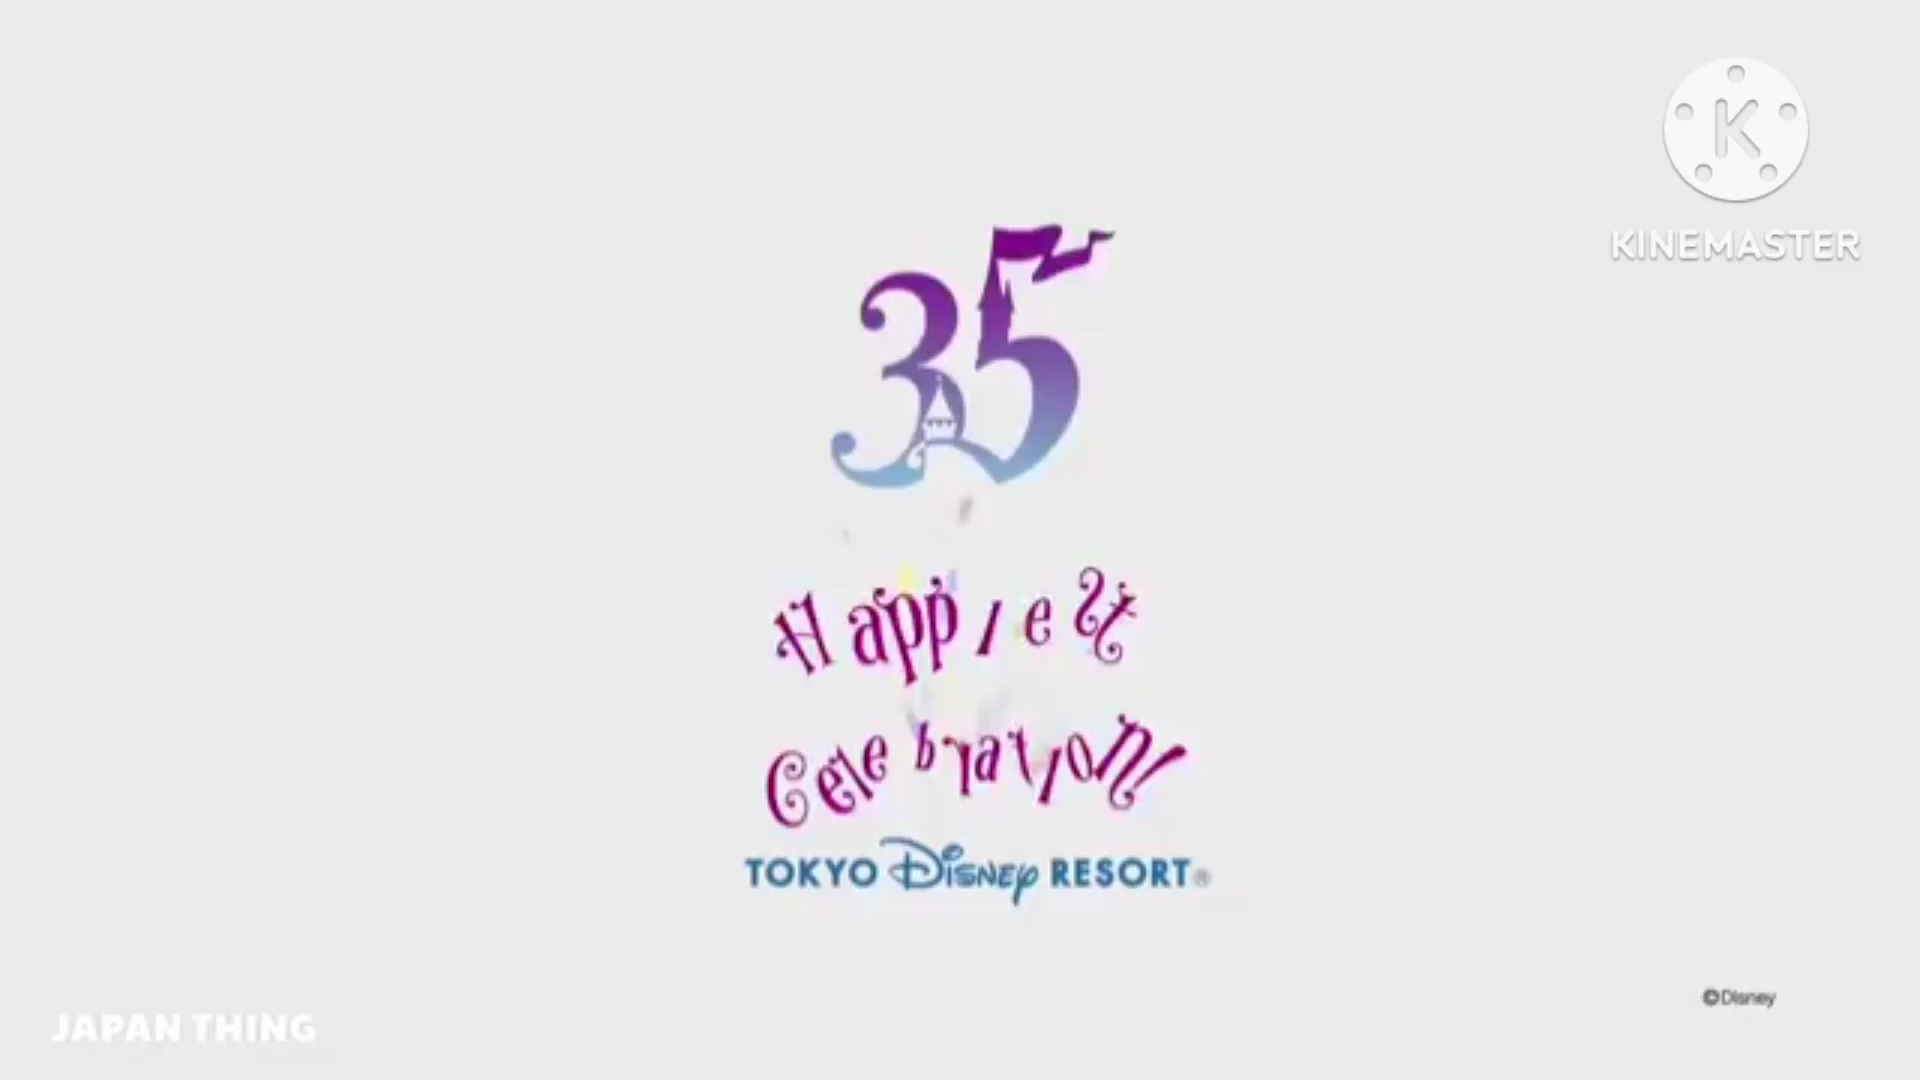 K
KINEMASTER
35
Happiest
Celebration!
TOKYO Disney RESORT®
©Disney
JAPAN THING